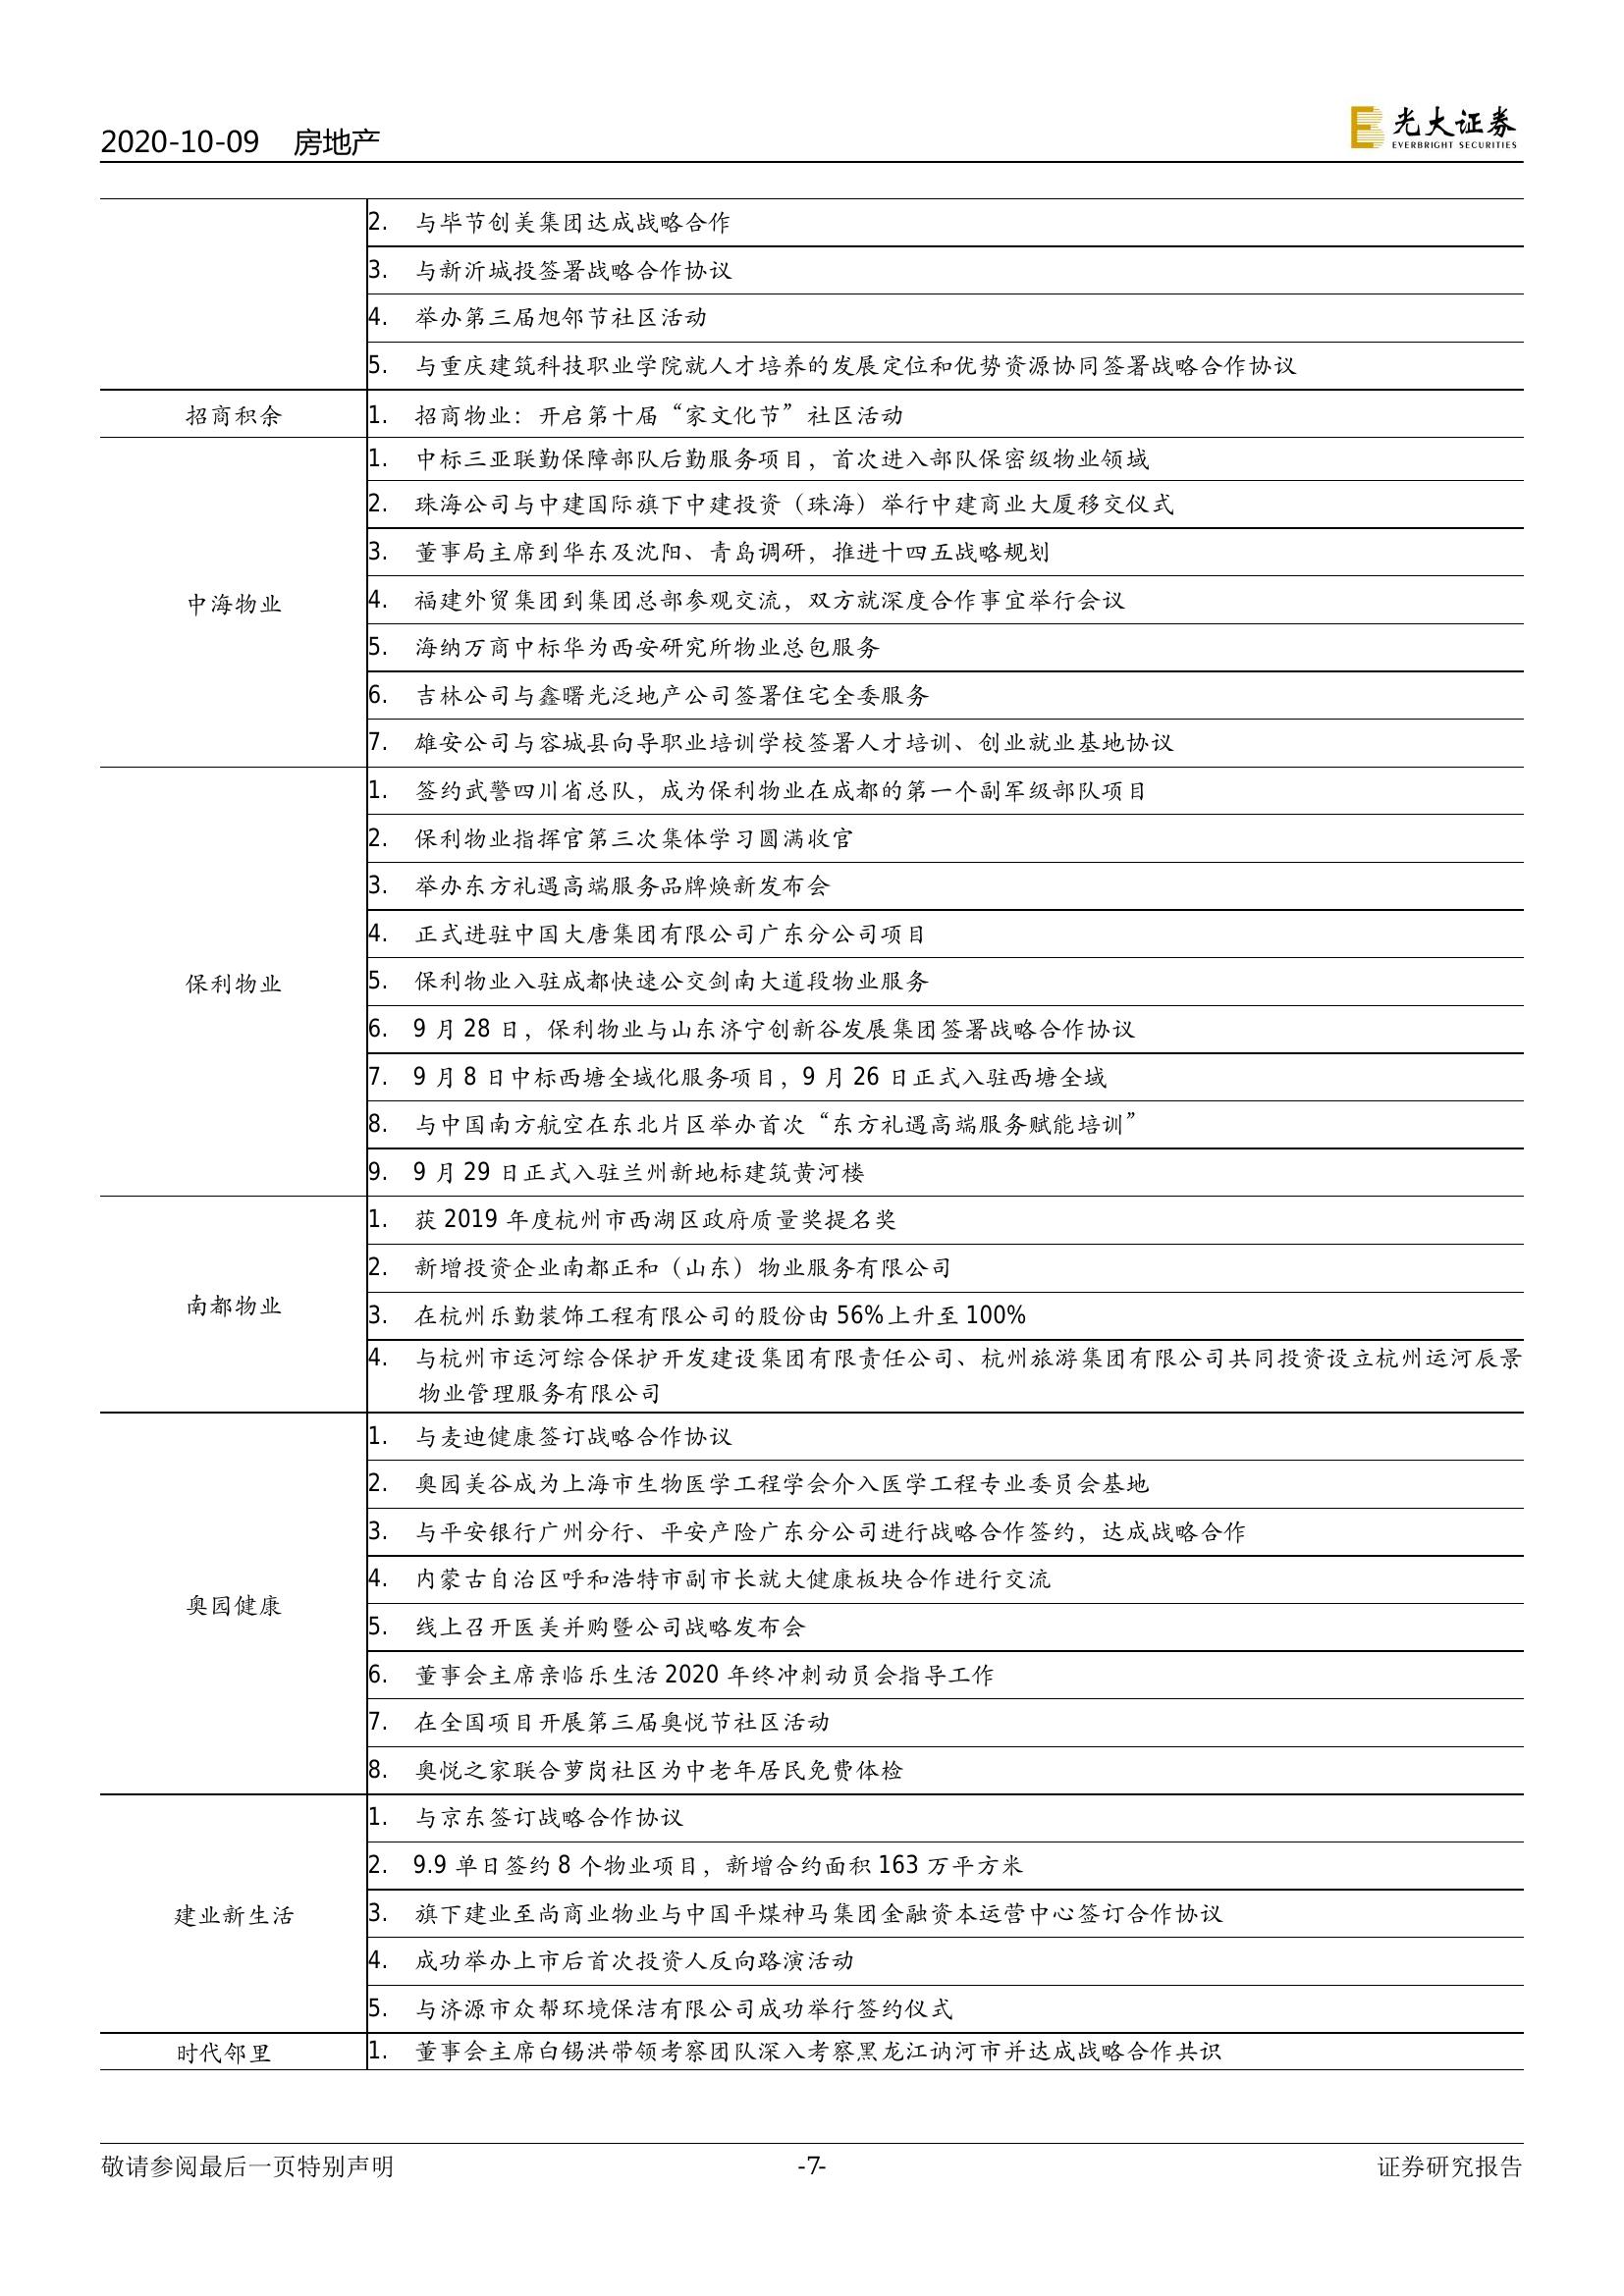 2020-10-09 房地产
光大证券
EVERBRIGHT SECURITIES
2. 与毕节创美集团达成战略合作
3. 与新沂城投签署战略合作协议
4. 举办第三届旭邻节社区活动
5. 与重庆建筑科技职业学院就人才培养的发展定位和优势资源协同签署战略合作协议
招商积余
1. 招商物业：开启第十届“家文化节”社区活动
中海物业
1. 中标三亚联勤保障部队后勤服务项目，首次进入部队保密级物业领域
2. 珠海公司与中建国际旗下中建投资（珠海）举行中建商业大厦移交仪式
3. 董事局主席到华东及沈阳、青岛调研，推进十四五战略规划
4. 福建外贸集团到集团总部参观交流，双方就深度合作事宜举行会议
5. 海纳万商中标华为西安研究所物业总包服务
6. 吉林公司与鑫曙光泛地产公司签署住宅全委服务
7. 雄安公司与容城县向导职业培训学校签署人才培训、创业就业基地协议
保利物业
1. 签约武警四川省总队，成为保利物业在成都的第一个副军级部队项目
2. 保利物业指挥官第三次集体学习圆满收官
3. 举办东方礼遇高端服务品牌焕新发布会
4. 正式进驻中国大唐集团有限公司广东分公司项目
5. 保利物业入驻成都快速公交剑南大道段物业服务
6. 9 月 28 日，保利物业与山东济宁创新谷发展集团签署战略合作协议
7. 9 月 8 日中标西塘全域化服务项目，9 月 26 日正式入驻西塘全域
8. 与中国南方航空在东北片区举办首次“东方礼遇高端服务赋能培训”
9. 9 月 29 日正式入驻兰州新地标建筑黄河楼
南都物业
1. 获 2019 年度杭州市西湖区政府质量奖提名奖
2. 新增投资企业南都正和（山东）物业服务有限公司
3. 在杭州乐勤装饰工程有限公司的股份由 56%上升至 100%
4. 与杭州市运河综合保护开发建设集团有限责任公司、杭州旅游集团有限公司共同投资设立杭州运河辰景
物业管理服务有限公司
奥园健康
1. 与麦迪健康签订战略合作协议
2. 奥园美谷成为上海市生物医学工程学会介入医学工程专业委员会基地
3. 与平安银行广州分行、平安产险广东分公司进行战略合作签约，达成战略合作
4. 内蒙古自治区呼和浩特市副市长就大健康板块合作进行交流
5. 线上召开医美并购暨公司战略发布会
6. 董事会主席亲临乐生活 2020 年终冲刺动员会指导工作
7. 在全国项目开展第三届奥悦节社区活动
8. 奥悦之家联合萝岗社区为中老年居民免费体检
建业新生活
1. 与京东签订战略合作协议
2. 9.9 单日签约 8 个物业项目，新增合约面积 163 万平方米
3. 旗下建业至尚商业物业与中国平煤神马集团金融资本运营中心签订合作协议
4. 成功举办上市后首次投资人反向路演活动
5. 与济源市众帮环境保洁有限公司成功举行签约仪式
时代邻里
1. 董事会主席白锡洪带领考察团队深入考察黑龙江讷河市并达成战略合作共识
敬请参阅最后一页特别声明
-7-
证券研究报告